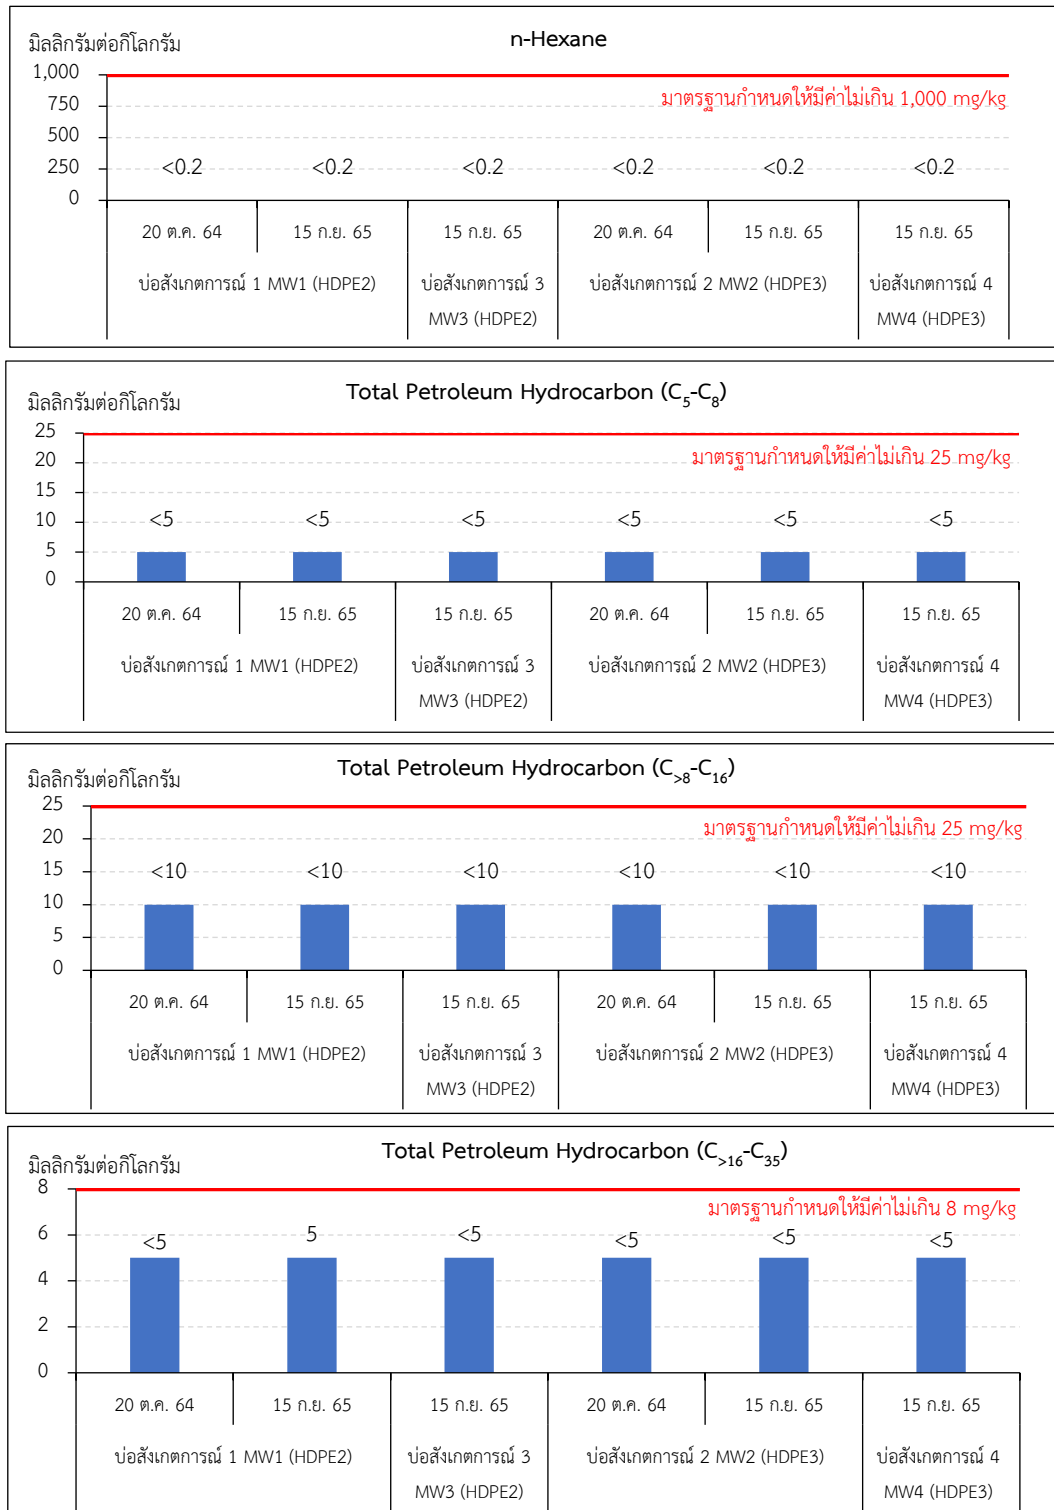 n-Hexane
มิลลิกรัมต่อกิโลกรัม
1,000
มาตรฐานกำหนดให้มีค่าไม่เกิน 1,000 mg/kg
750
500
250
<0.2 <0.2 <0.2 <0.2 <0.2 <0.2
0
20 ต.ค. 64 15 ก.ย. 65 15 ก.ย. 65 20 ต.ค. 64 15 ก.ย. 65 15 ก.ย. 65
บ่อสังเกตการณ์ 1 MW1 (HDPE2) บ่อสังเกตการณ์ 3 บ่อสังเกตการณ์ 2 MW2 (HDPE3) บ่อสังเกตการณ์ 4
MW3 (HDPE2) MW4 (HDPE3)
Total Petroleum Hydrocarbon (C5-C8)
มิลลิกรัมต่อกิโลกรัม
25
มาตรฐานกำหนดให้มีค่าไม่เกิน 25 mg/kg
20
15
10
<5 <5 <5 <5 <5 <5
5
0
20 ต.ค. 64 15 ก.ย. 65 15 ก.ย. 65 20 ต.ค. 64 15 ก.ย. 65 15 ก.ย. 65
บ่อสังเกตการณ์ 1 MW1 (HDPE2) บ่อสังเกตการณ์ 3 บ่อสังเกตการณ์ 2 MW2 (HDPE3) บ่อสังเกตการณ์ 4
MW3 (HDPE2) MW4 (HDPE3)
Total Petroleum Hydrocarbon (C>8-C16)
มิลลิกรัมต่อกิโลกรัม
25
มาตรฐานกำหนดให้มีค่าไม่เกิน 25 mg/kg
20
15
<10 <10 <10 <10 <10 <10
10
5
0
20 ต.ค. 64 15 ก.ย. 65 15 ก.ย. 65 20 ต.ค. 64 15 ก.ย. 65 15 ก.ย. 65
บ่อสังเกตการณ์ 1 MW1 (HDPE2) บ่อสังเกตการณ์ 3 บ่อสังเกตการณ์ 2 MW2 (HDPE3) บ่อสังเกตการณ์ 4
MW3 (HDPE2) MW4 (HDPE3)
Total Petroleum Hydrocarbon (C>16-C35)
มิลลิกรัมต่อกิโลกรัม
8
มาตรฐานกำหนดให้มีค่าไม่เกิน 8 mg/kg
6
<5 5 <5 <5 <5 <5
4
2
0
20 ต.ค. 64 15 ก.ย. 65 15 ก.ย. 65 20 ต.ค. 64 15 ก.ย. 65 15 ก.ย. 65
บ่อสังเกตการณ์ 1 MW1 (HDPE2) บ่อสังเกตการณ์ 3 บ่อสังเกตการณ์ 2 MW2 (HDPE3) บ่อสังเกตการณ์ 4
MW3 (HDPE2) MW4 (HDPE3)